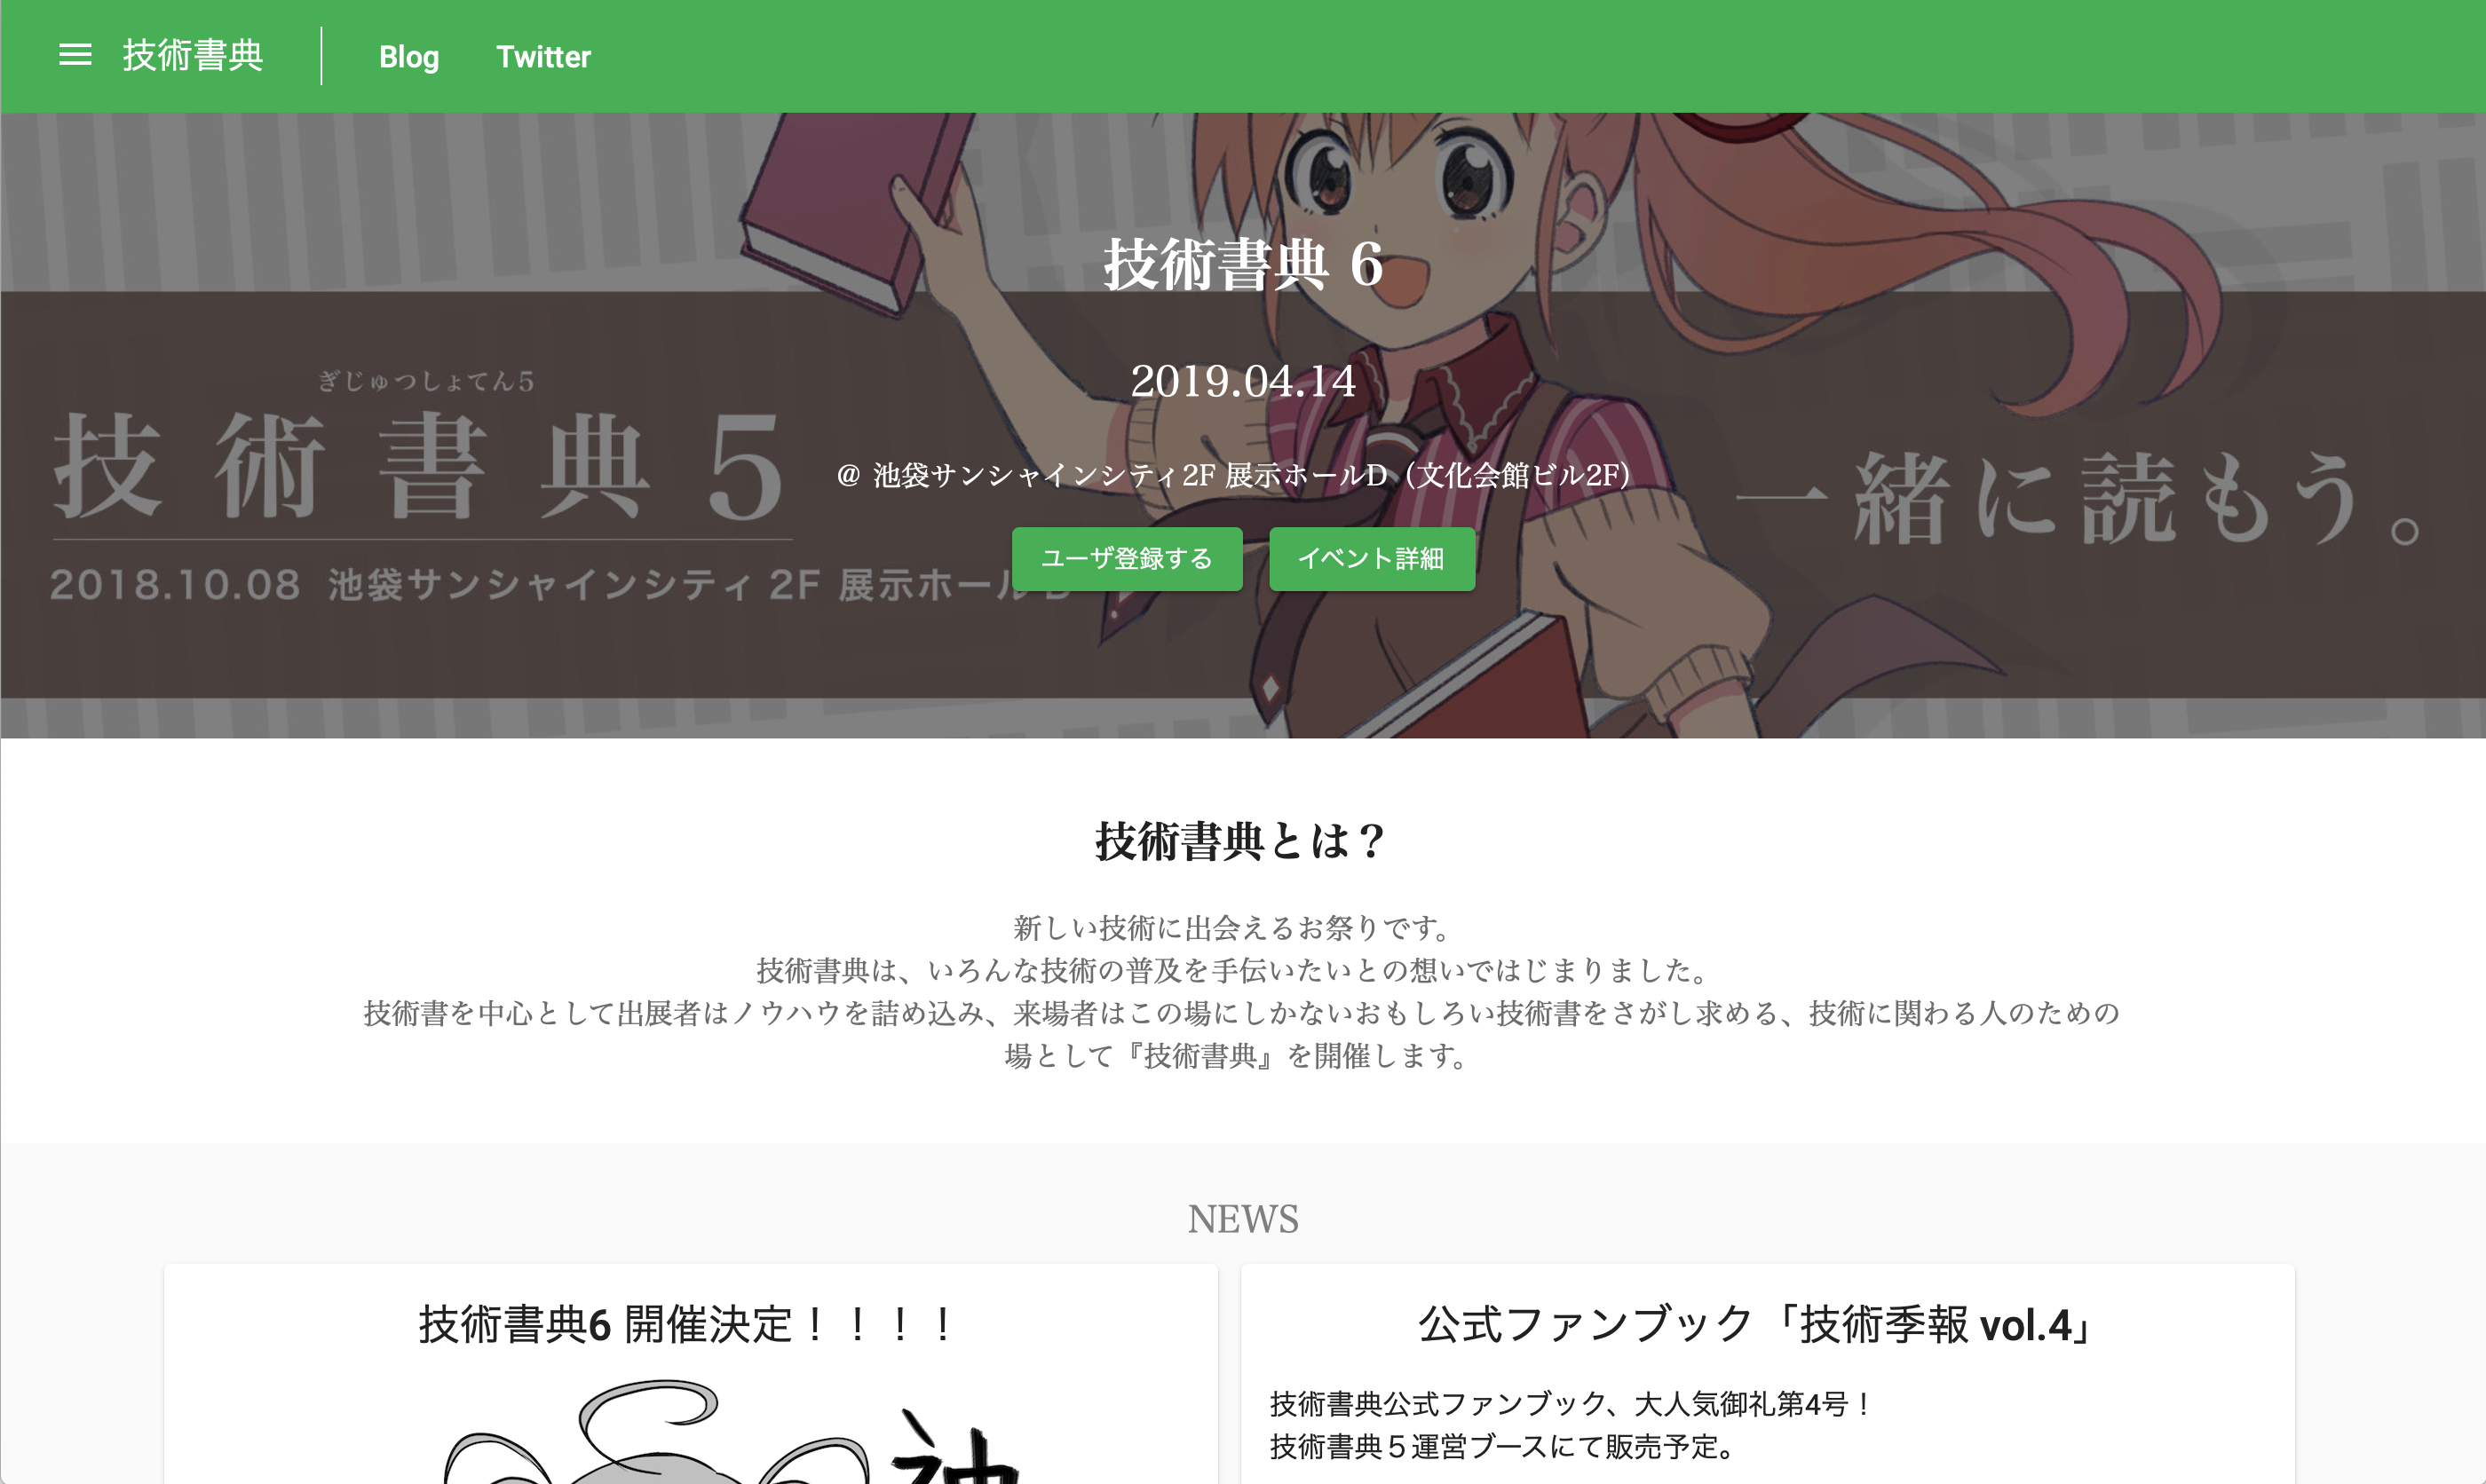 技術書典
Blog
Twitter
技術書典 6
2019.04.14
@ 池袋サンシャインシティ2F 展示ホールD（文化会館ビル2F）
ユーザ登録する
イベント詳細
ぎじゅつしょてん5
技術書典5
2018.10.08 池袋サンシャインシティ 2F 展示ホールD
一緒に読もう。
技術書典とは？
新しい技術に出会えるお祭りです。
技術書典は、いろんな技術の普及を手伝いたいとの想いではじまりました。
技術書を中心として出展者はノウハウを詰め込み、来場者はこの場にしかないおもしろい技術書をさがし求める、技術に関わる人のための
場として『技術書典』を開催します。
NEWS
技術書典6 開催決定！！！！
神
公式ファンブック「技術季報 vol.4」
技術書典公式ファンブック、大人気御礼第4号！
技術書典５運営ブースにて販売予定。